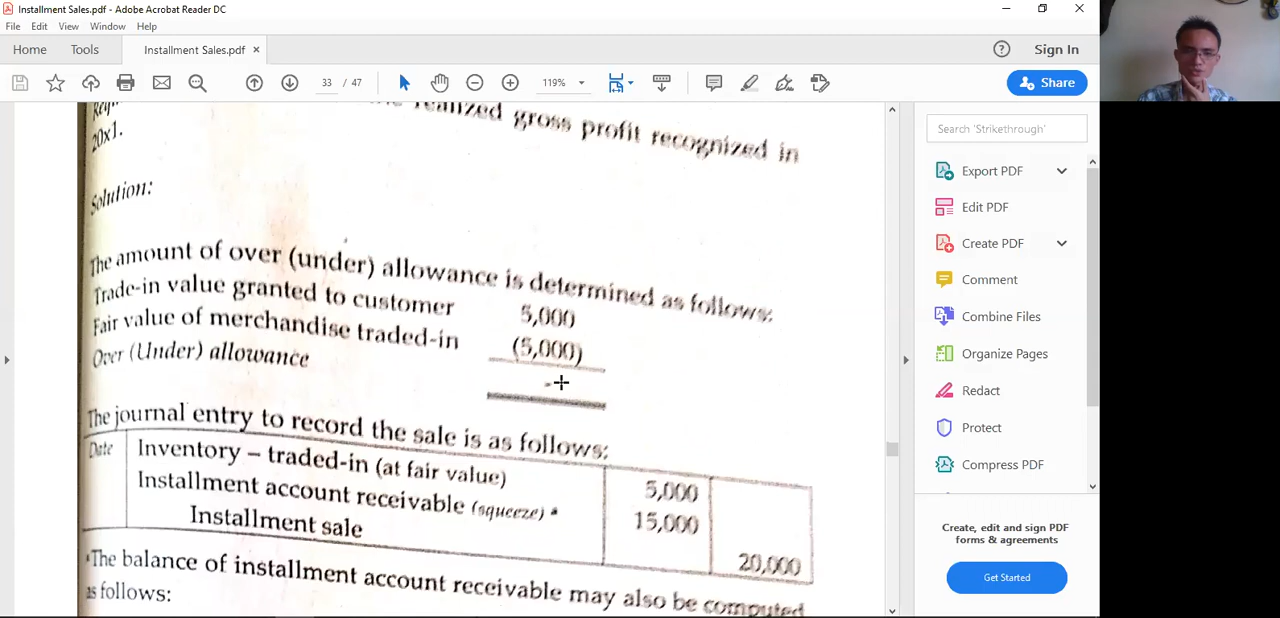 Installment Sales.pdf - Adobe Acrobat Reader DC
File Edit View Window Help
Home Tools Installment Sales.pdf × Sign In
33 / 47 119% Share
realized gross profit recognized in
20x1.
Solution:
The amount of over (under) allowance is determined as follows:
Trade-in value granted to customer 5,000
Fair value of merchandise traded-in (5,000)
Over (Under) allowance -
The journal entry to record the sale is as follows:
Date Inventory – traded-in (at fair value) 5,000
Installment account receivable (squeeze) * 15,000
Installment sale 20,000
*The balance of installment account receivable may also be computed
as follows:
Search 'Strikethrough'
Export PDF
Edit PDF
Create PDF
Comment
Combine Files
Organize Pages
Redact
Protect
Compress PDF
Create, edit and sign PDF
forms & agreements
Get Started